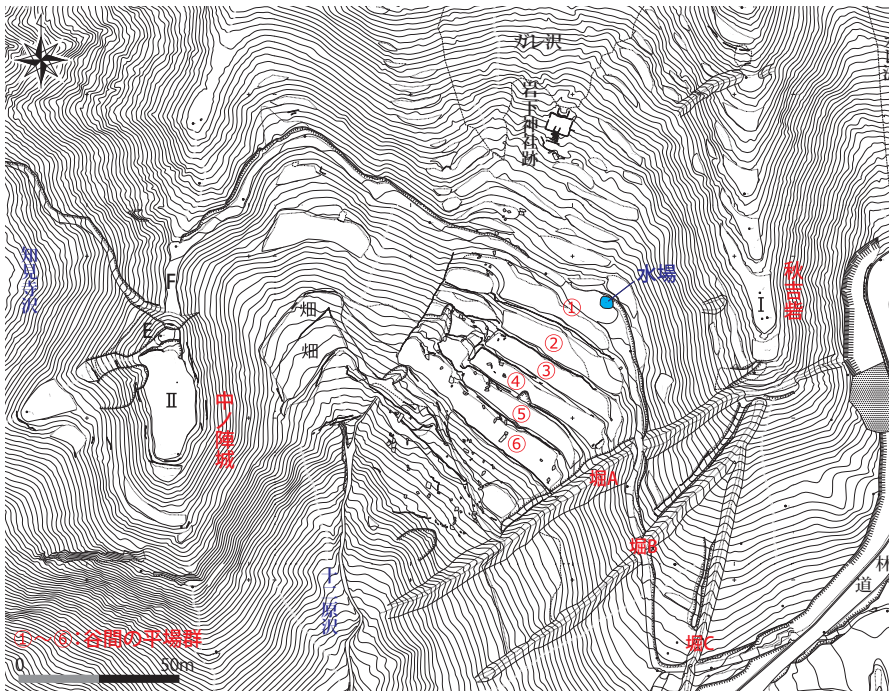 ガレ沢
岩下神社跡
水場
秋吉砦
Ⅰ
F
E
Ⅱ
中ノ陣城
畑
畑
①
②
③
④
⑤
⑥
堀A
堀B
堀C
林道
①〜⑥:谷間の平場群
0
50m